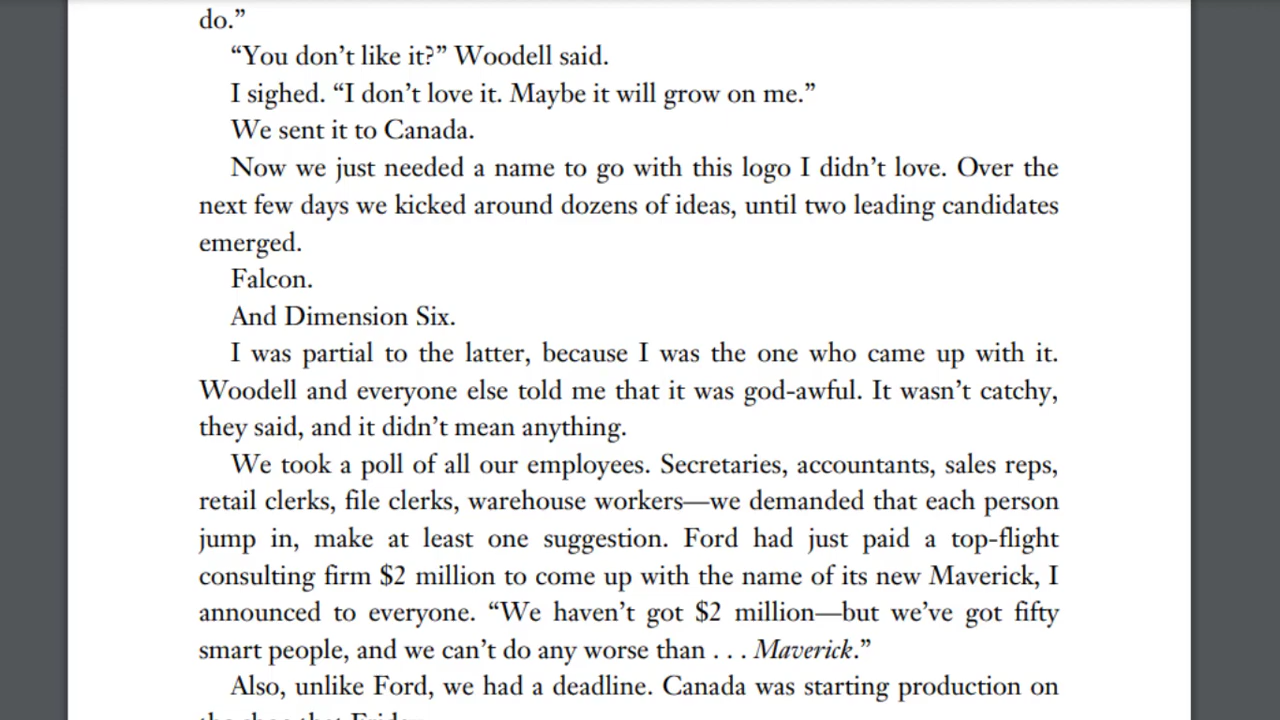 do.”
“You don’t like it?” Woodell said.
I sighed. “I don’t love it. Maybe it will grow on me.”
We sent it to Canada.
Now we just needed a name to go with this logo I didn’t love. Over the
next few days we kicked around dozens of ideas, until two leading candidates
emerged.
Falcon.
And Dimension Six.
I was partial to the latter, because I was the one who came up with it.
Woodell and everyone else told me that it was god-awful. It wasn’t catchy,
they said, and it didn’t mean anything.
We took a poll of all our employees. Secretaries, accountants, sales reps,
retail clerks, file clerks, warehouse workers—we demanded that each person
jump in, make at least one suggestion. Ford had just paid a top-flight
consulting firm $2 million to come up with the name of its new Maverick, I
announced to everyone. “We haven’t got $2 million—but we’ve got fifty
smart people, and we can’t do any worse than . . . Maverick.”
Also, unlike Ford, we had a deadline. Canada was starting production on
the shoe that Friday.